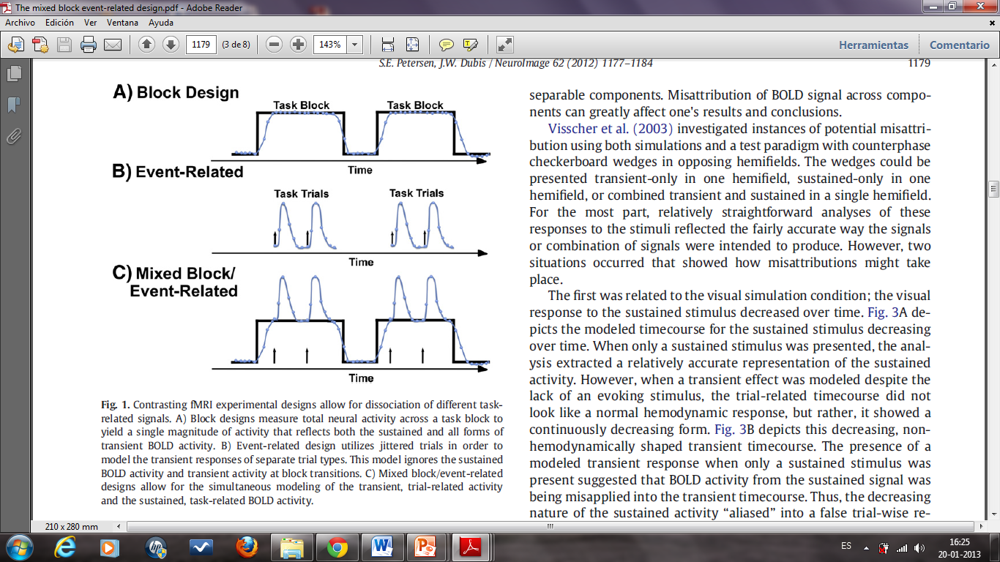 The mixed block event-related design.pdf - Adobe Reader
Archivo Edición Ver Ventana Ayuda
1179 (3 de 8) 143% Herramientas Comentario
S.E. Petersen, J.W. Dubis / NeuroImage 62 (2012) 1177–1184 1179
A) Block Design
Task Block Task Block
Time
B) Event-Related
Task Trials Task Trials
Time
C) Mixed Block/
Event-Related
Time
Fig. 1. Contrasting fMRI experimental designs allow for dissociation of different task-
related signals. A) Block designs measure total neural activity across a task block to
yield a single magnitude of activity that reflects both the sustained and all forms of
transient BOLD activity. B) Event-related design utilizes jittered trials in order to
model the transient responses of separate trial types. This model ignores the sustained
BOLD activity and transient activity at block transitions. C) Mixed block/event-related
designs allow for the simultaneous modeling of the transient, trial-related activity
and the sustained, task-related BOLD activity.
separable components. Misattribution of BOLD signal across compo-
nents can greatly affect one's results and conclusions.
Visscher et al. (2003) investigated instances of potential misattri-
bution using both simulations and a test paradigm with counterphase
checkerboard wedges in opposing hemifields. The wedges could be
presented transient-only in one hemifield, sustained-only in one
hemifield, or combined transient and sustained in a single hemifield.
For the most part, relatively straightforward analyses of these
responses to the stimuli reflected the fairly accurate way the signals
or combination of signals were intended to produce. However, two
situations occurred that showed how misattributions might take
place.
The first was related to the visual simulation condition; the visual
response to the sustained stimulus decreased over time. Fig. 3A de-
picts the modeled timecourse for the sustained stimulus decreasing
over time. When only a sustained stimulus was presented, the anal-
ysis extracted a relatively accurate representation of the sustained
activity. However, when a transient effect was modeled despite the
lack of an evoking stimulus, the trial-related timecourse did not
look like a normal hemodynamic response, but rather, it showed a
continuously decreasing form. Fig. 3B depicts this decreasing, non-
hemodynamically shaped transient timecourse. The presence of a
modeled transient response when only a sustained stimulus was
present suggested that BOLD activity from the sustained signal was
being misapplied into the transient timecourse. Thus, the decreasing
nature of the sustained activity “aliased” into a false trial-wise re-
210 x 280 mm
ES 16:25
20-01-2013